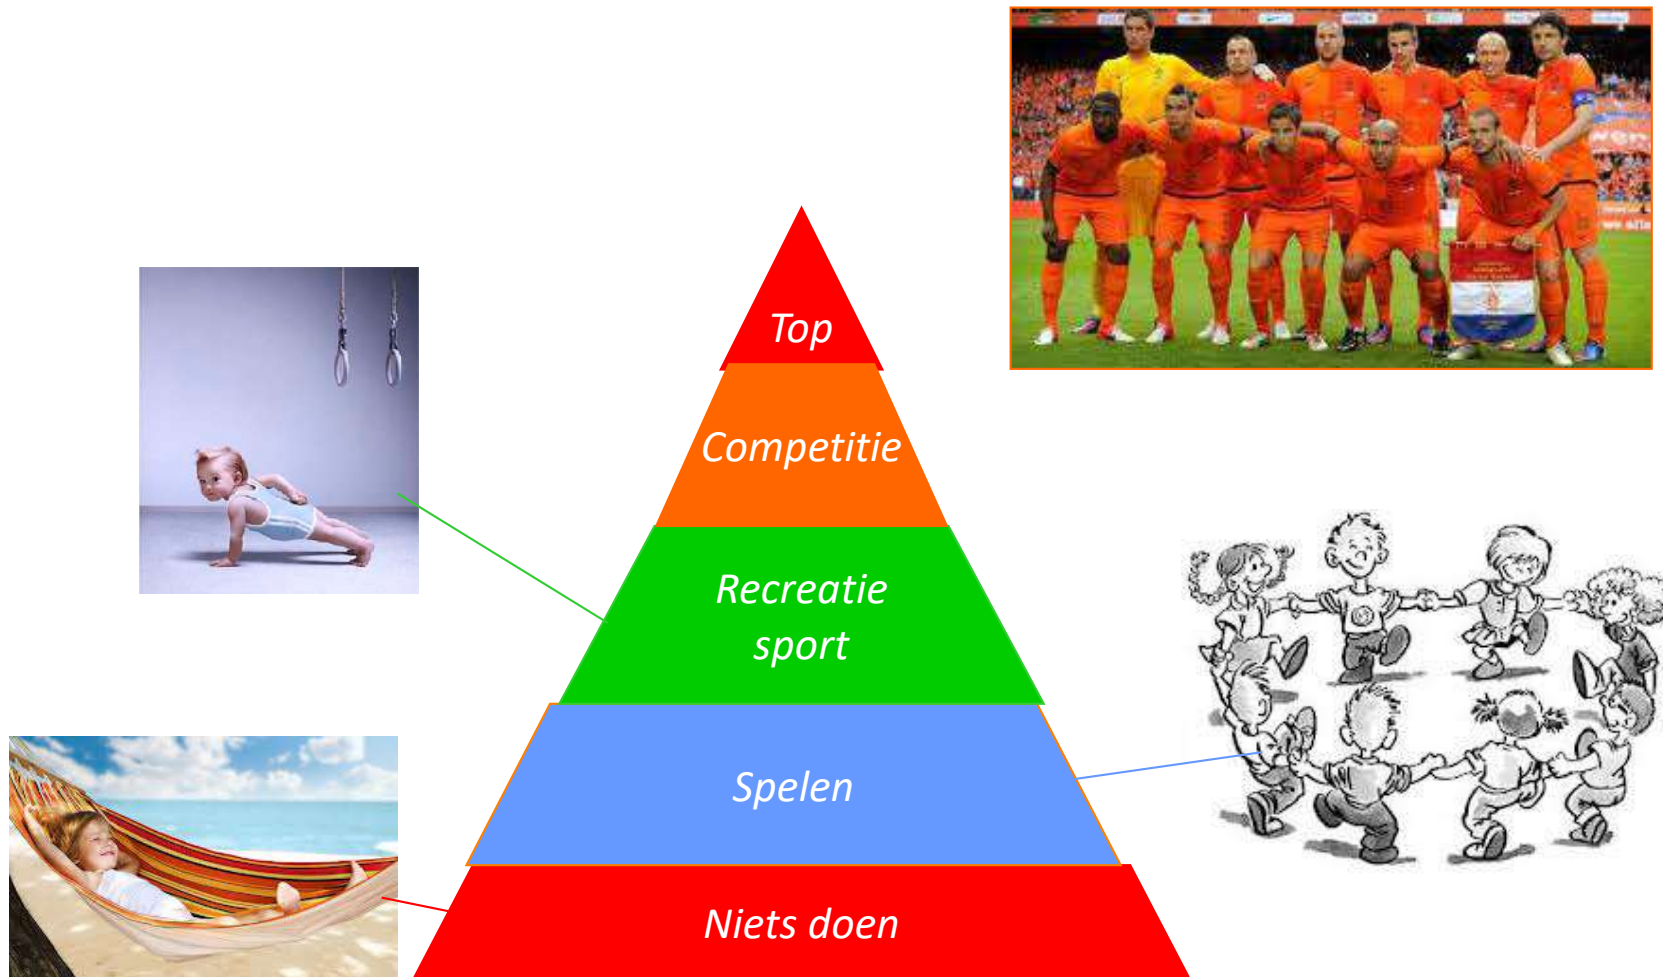 Top
Competitie
Recreatie
sport
Spelen
Niets doen